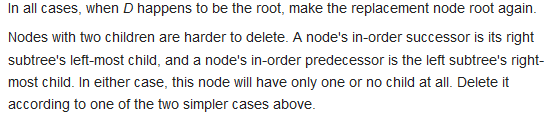 In all cases, when D happens to be the root, make the replacement node root again.
Nodes with two children are harder to delete. A node's in-order successor is its right
subtree's left-most child, and a node's in-order predecessor is the left subtree's right-
most child. In either case, this node will have only one or no child at all. Delete it
according to one of the two simpler cases above.